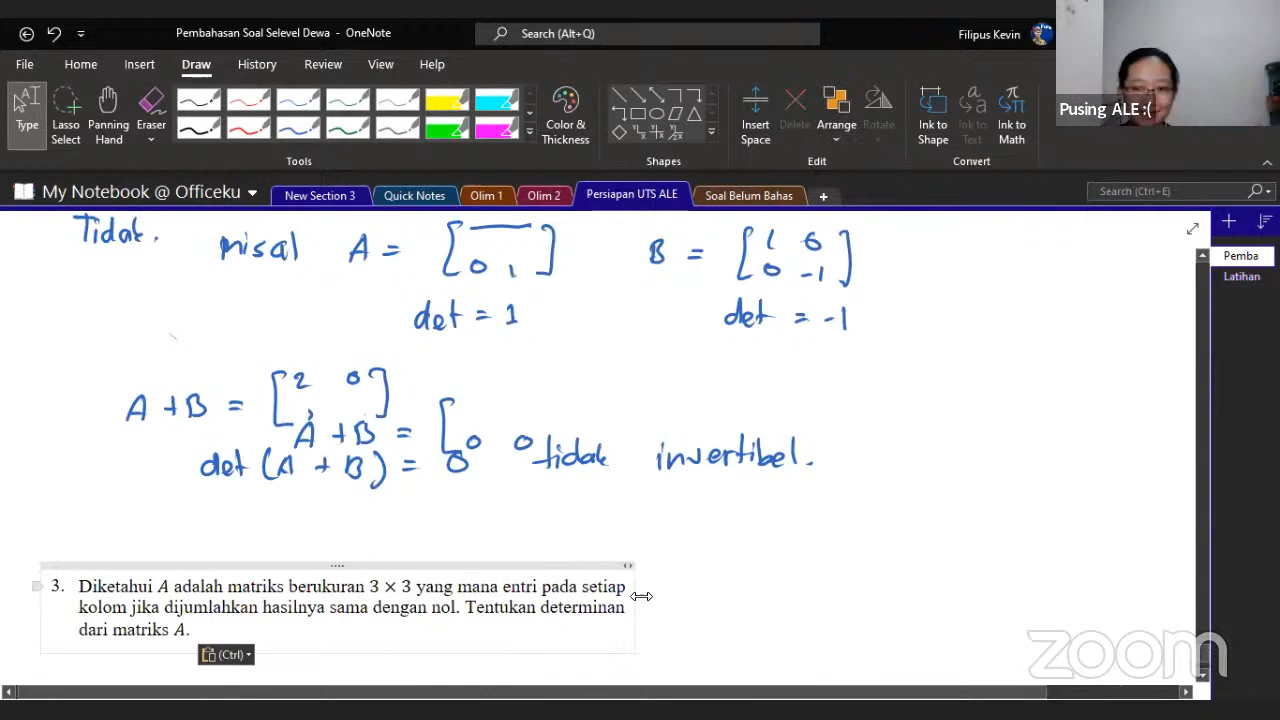 Pembahasan Soal Selevel Dewa - OneNote
Search (Alt+Q)
Filipus Kevin
File Home Insert Draw History Review View Help
Pusing ALE :(
Type
Lasso Select
Panning Hand
Eraser
Color & Thickness
Insert Space
Delete
Arrange
Rotate
Ink to Shape
Ink to Text
Ink to Math
Tools
Shapes
Edit
Convert
My Notebook @ Officeku
New Section 3
Quick Notes
Olim 1
Olim 2
Persiapan UTS ALE
Soal Belum Bahas
Search (Ctrl+E)
Pemba
Latihan
Tidak. misal A = [ B = [ 1 0 ]
0 1 ] 0 -1
det = 1 det = -1
A + B = [ 2 0 ]
A + B = [
0 0
det (A + B) = 0 tidak invertibel.
3. Diketahui A adalah matriks berukuran 3 × 3 yang mana entri pada setiap
kolom jika dijumlahkan hasilnya sama dengan nol. Tentukan determinan
dari matriks A.
(Ctrl)
zoom